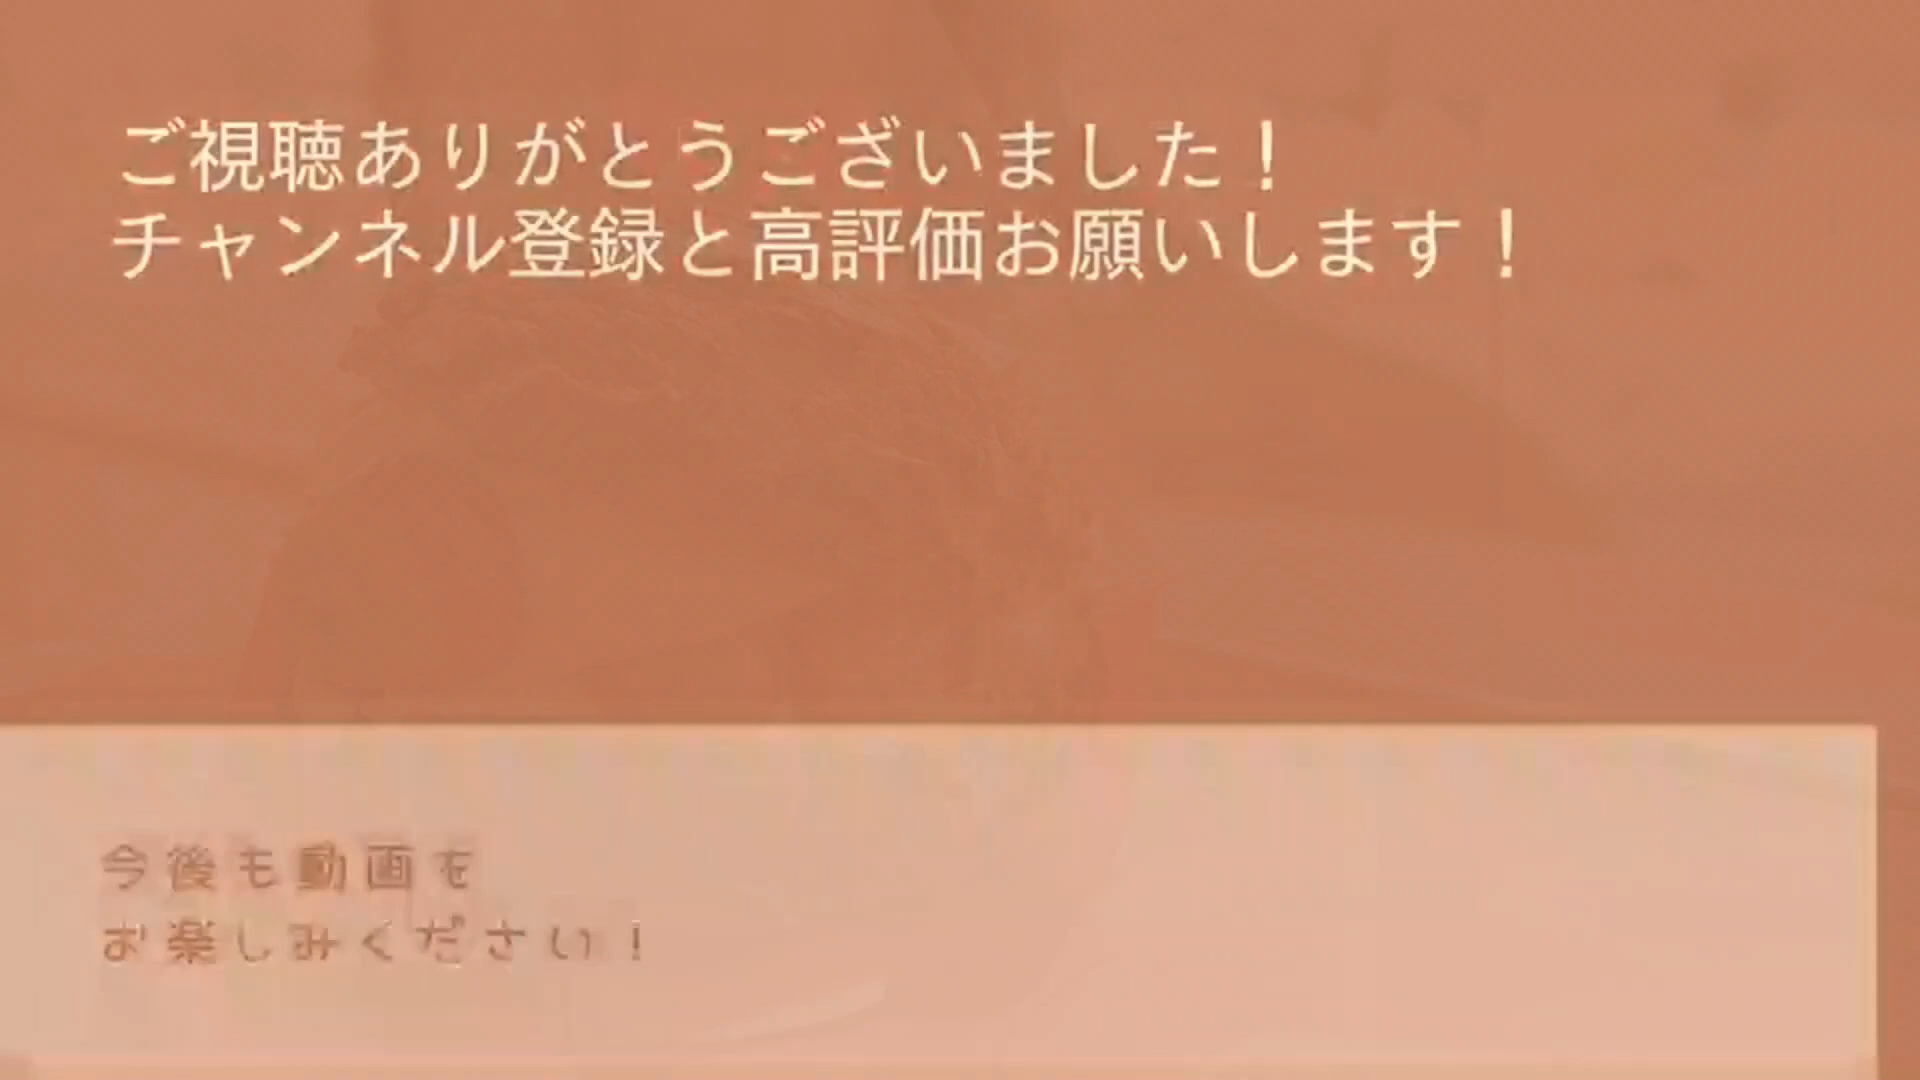 ご視聴ありがとうございました！
チャンネル登録と高評価お願いします！
今後も動画を
お楽しみください！